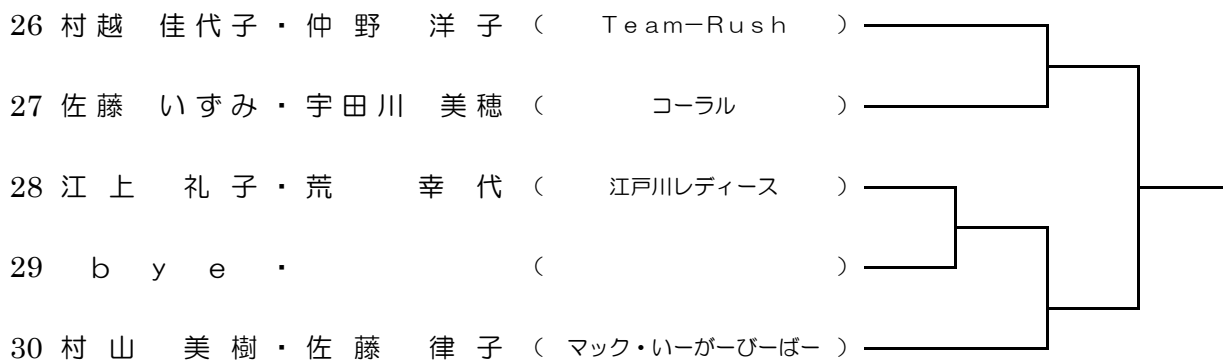 26 村越 佳代子・仲野 洋子 ( Team-Rush )
27 佐藤 いずみ・宇田川 美穂 ( コーラル )
28 江上 礼子・荒 幸代 ( 江戸川レディース )
29 bye・ ( )
30 村山 美樹・佐藤 律子 ( マック・いーがーびーばー )